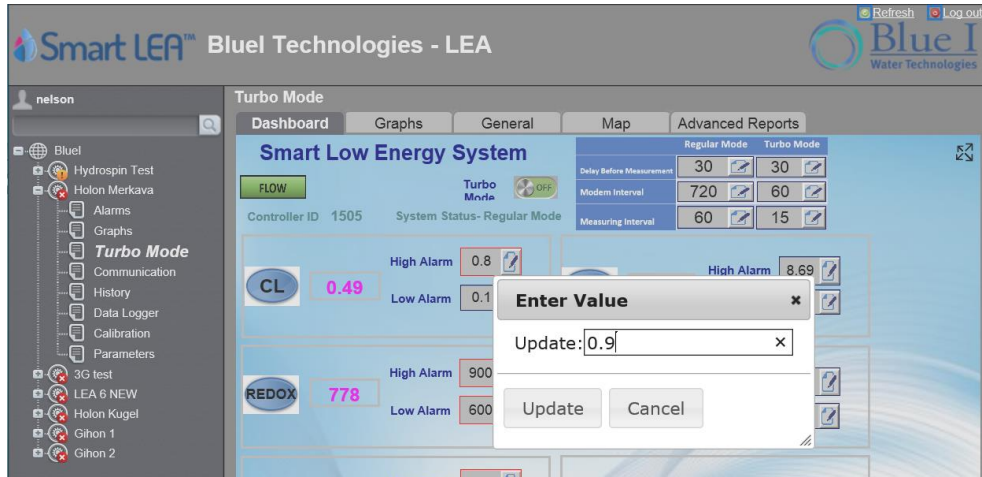 Refresh Log out
Smart LEA™ BlueI Technologies - LEA
Blue I
Water Technologies
nelson
Turbo Mode
Dashboard Graphs General Map Advanced Reports
BlueI
Hydrospin Test
Holon Merkava
Alarms
Graphs
Turbo Mode
Communication
History
Data Logger
Calibration
Parameters
3G test
LEA 6 NEW
Holon Kugel
Gihon 1
Gihon 2
Smart Low Energy System
Regular Mode Turbo Mode
Delay Before Measurement 30 30
Modem Interval 720 60
Measuring Interval 60 15
FLOW
Turbo Mode OFF
Controller ID 1505 System Status- Regular Mode
CL 0.49
High Alarm 0.8
Low Alarm 0.1
High Alarm 8.69
REDOX 778
High Alarm 900
Low Alarm 600
Enter Value ×
Update: 0.9 ×
Update Cancel